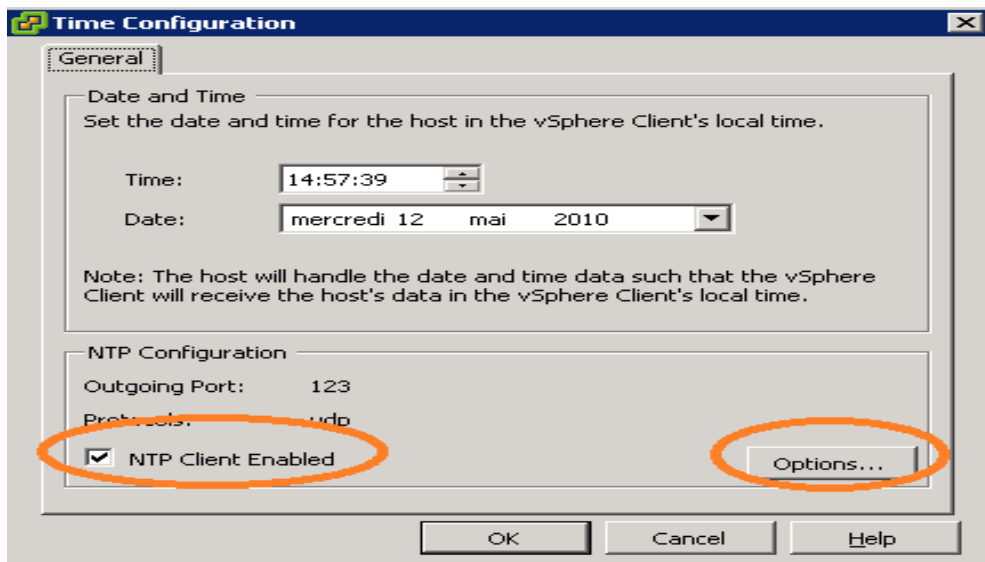 Time Configuration
General
Date and Time
Set the date and time for the host in the vSphere Client's local time.
Time: 14:57:39
Date: mercredi 12 mai 2010
Note: The host will handle the date and time data such that the vSphere
Client will receive the host's data in the vSphere Client's local time.
NTP Configuration
Outgoing Port: 123
Protocols: udp
NTP Client Enabled
Options...
OK Cancel Help